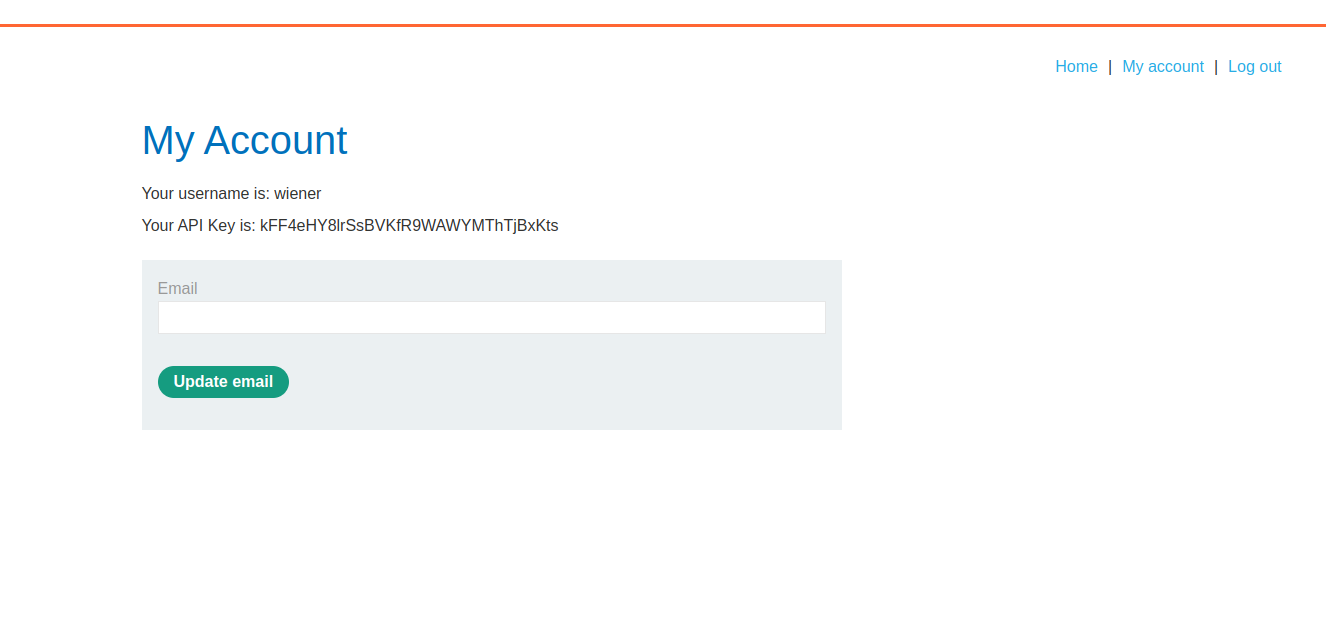 Home | My account | Log out
My Account
Your username is: wiener
Your API Key is: kFF4eHY8lrSsBVKfR9WAWYMThTjBxKts
Email
Update email